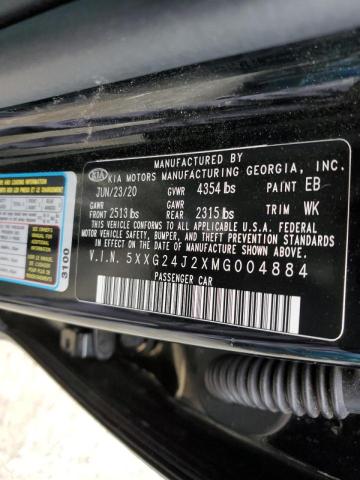 MANUFACTURED BY
KIA KIA MOTORS MANUFACTURING GEORGIA, INC.
JUN/23/20 GVWR 4354 lbs PAINT EB
GAWR FRONT 2513 lbs GAWR REAR 2315 lbs TRIM WK
THIS VEHICLE CONFORMS TO ALL APPLICABLE U.S.A. FEDERAL
MOTOR VEHICLE SAFETY, BUMPER, AND THEFT PREVENTION STANDARDS
IN EFFECT ON THE DATE OF MANUFACTURE SHOWN ABOVE.
V.I.N. 5XXG24J2XMG004884
PASSENGER CAR
3100